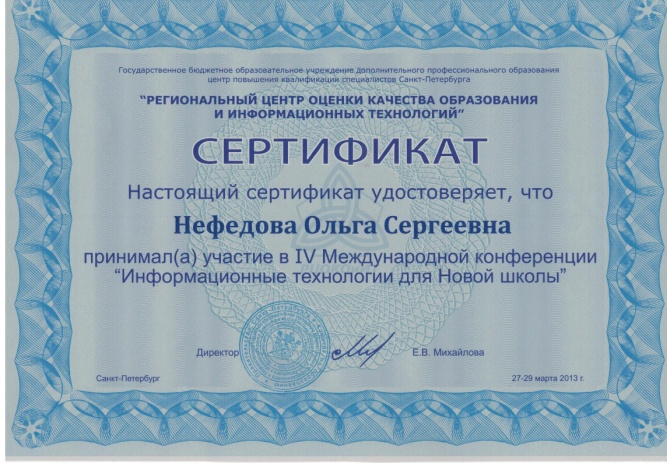 Государственное бюджетное образовательное учреждение дополнительного профессионального образования
центр повышения квалификации специалистов Санкт-Петербурга
"РЕГИОНАЛЬНЫЙ ЦЕНТР ОЦЕНКИ КАЧЕСТВА ОБРАЗОВАНИЯ
И ИНФОРМАЦИОННЫХ ТЕХНОЛОГИЙ"
СЕРТИФИКАТ
Настоящий сертификат удостоверяет, что
Нефедова Ольга Сергеевна
принимал(а) участие в IV Международной конференции
"Информационные технологии для Новой школы"
Директор Е.В. Михайлова
Санкт-Петербург 27-29 марта 2013 г.